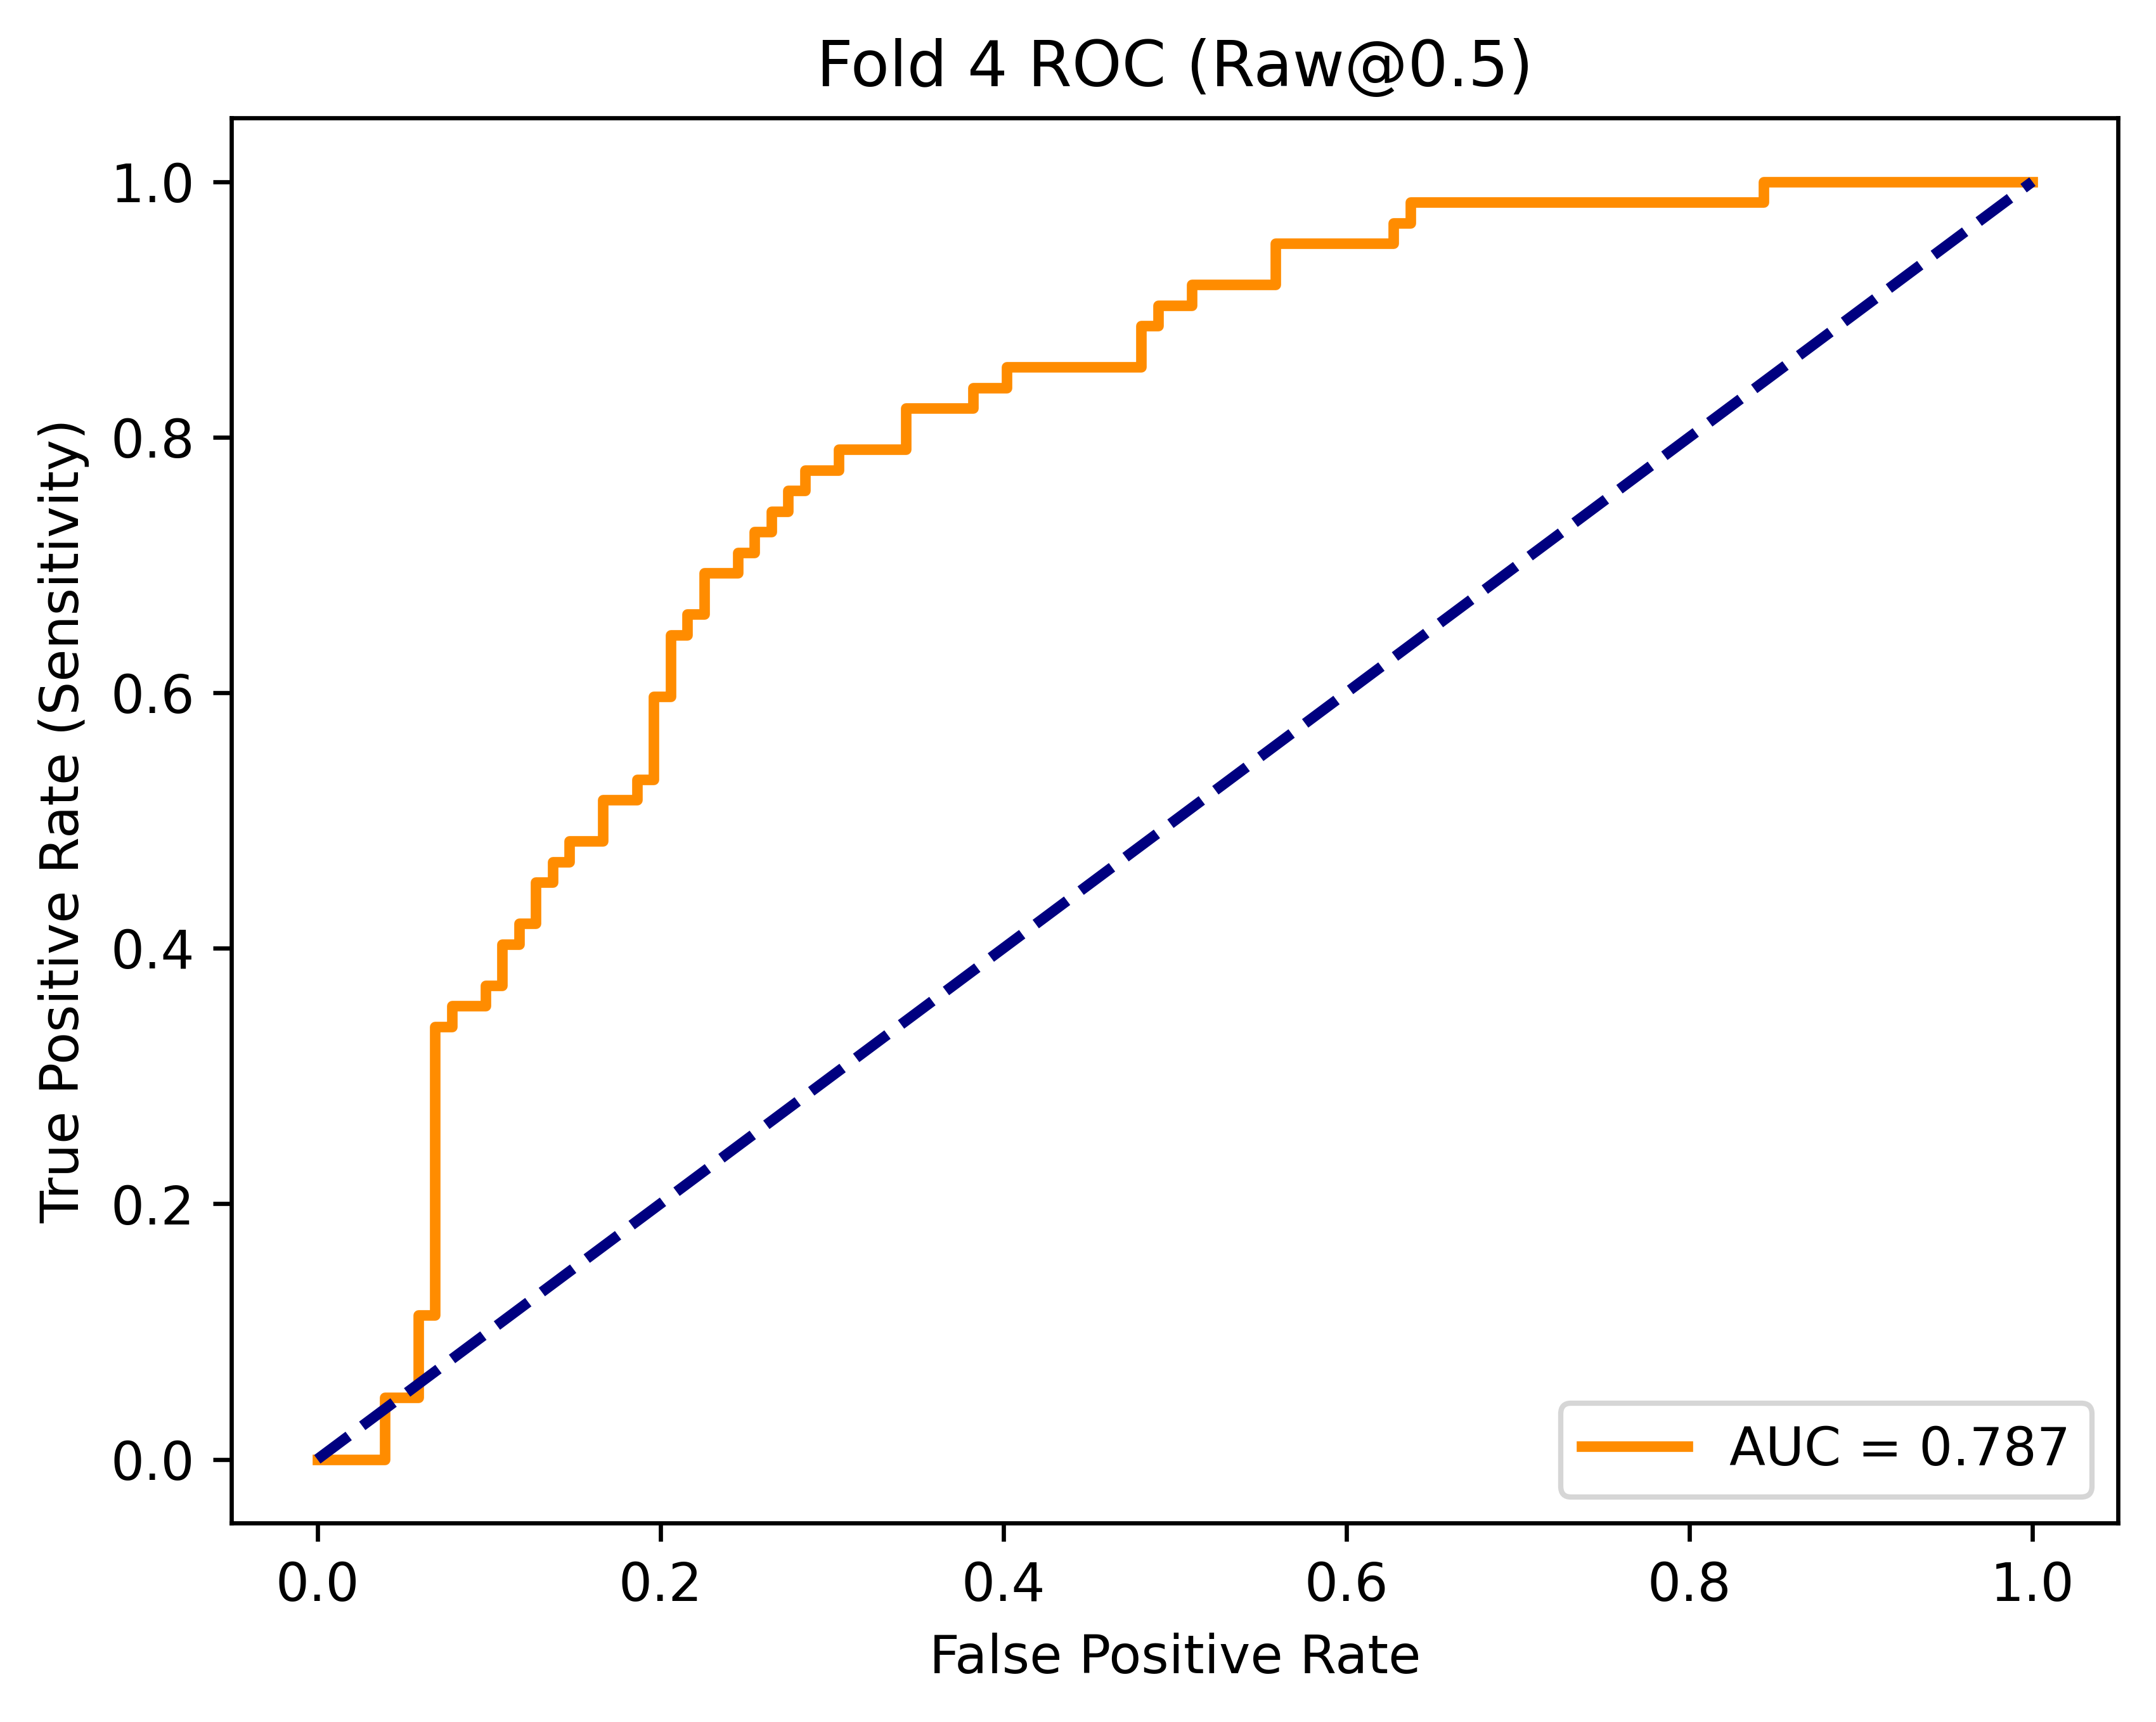 Fold 4 ROC (Raw@0.5)
True Positive Rate (Sensitivity)
1.0
0.8
0.6
0.4
0.2
0.0
AUC = 0.787
0.0 0.2 0.4 0.6 0.8 1.0
False Positive Rate